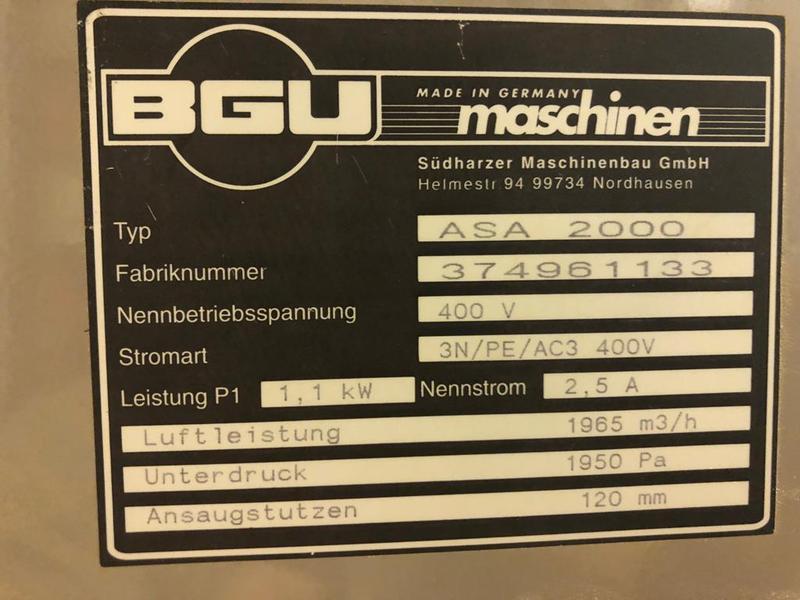 BGU MADE IN GERMANY
maschinen
Südharzer Maschinenbau GmbH
Helmestr 94 99734 Nordhausen
Typ ASA 2000
Fabriknummer 374961133
Nennbetriebsspannung 400 V
Stromart 3N/PE/AC3 400V
Leistung P1 1,1 kW Nennstrom 2,5 A
Luftleistung 1965 m3/h
Unterdruck 1950 Pa
Ansaugstutzen 120 mm